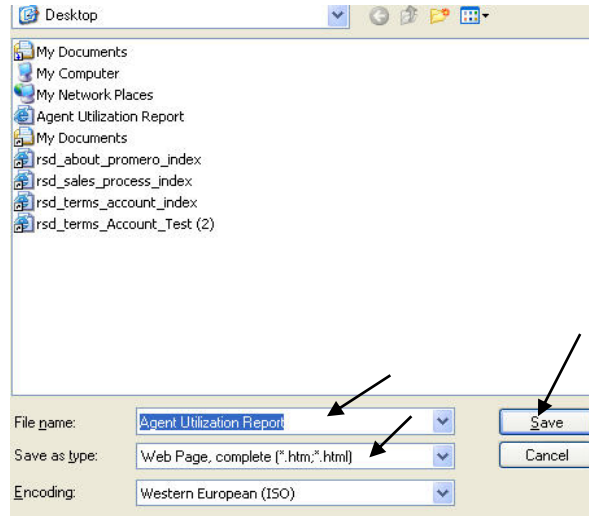 Desktop
My Documents
My Computer
My Network Places
Agent Utilization Report
My Documents
rsd_about_promero_index
rsd_sales_process_index
rsd_terms_account_index
rsd_terms_Account_Test (2)
File name: Agent Utilization Report Save
Save as type: Web Page, complete (*.htm;*.html) Cancel
Encoding: Western European (ISO)